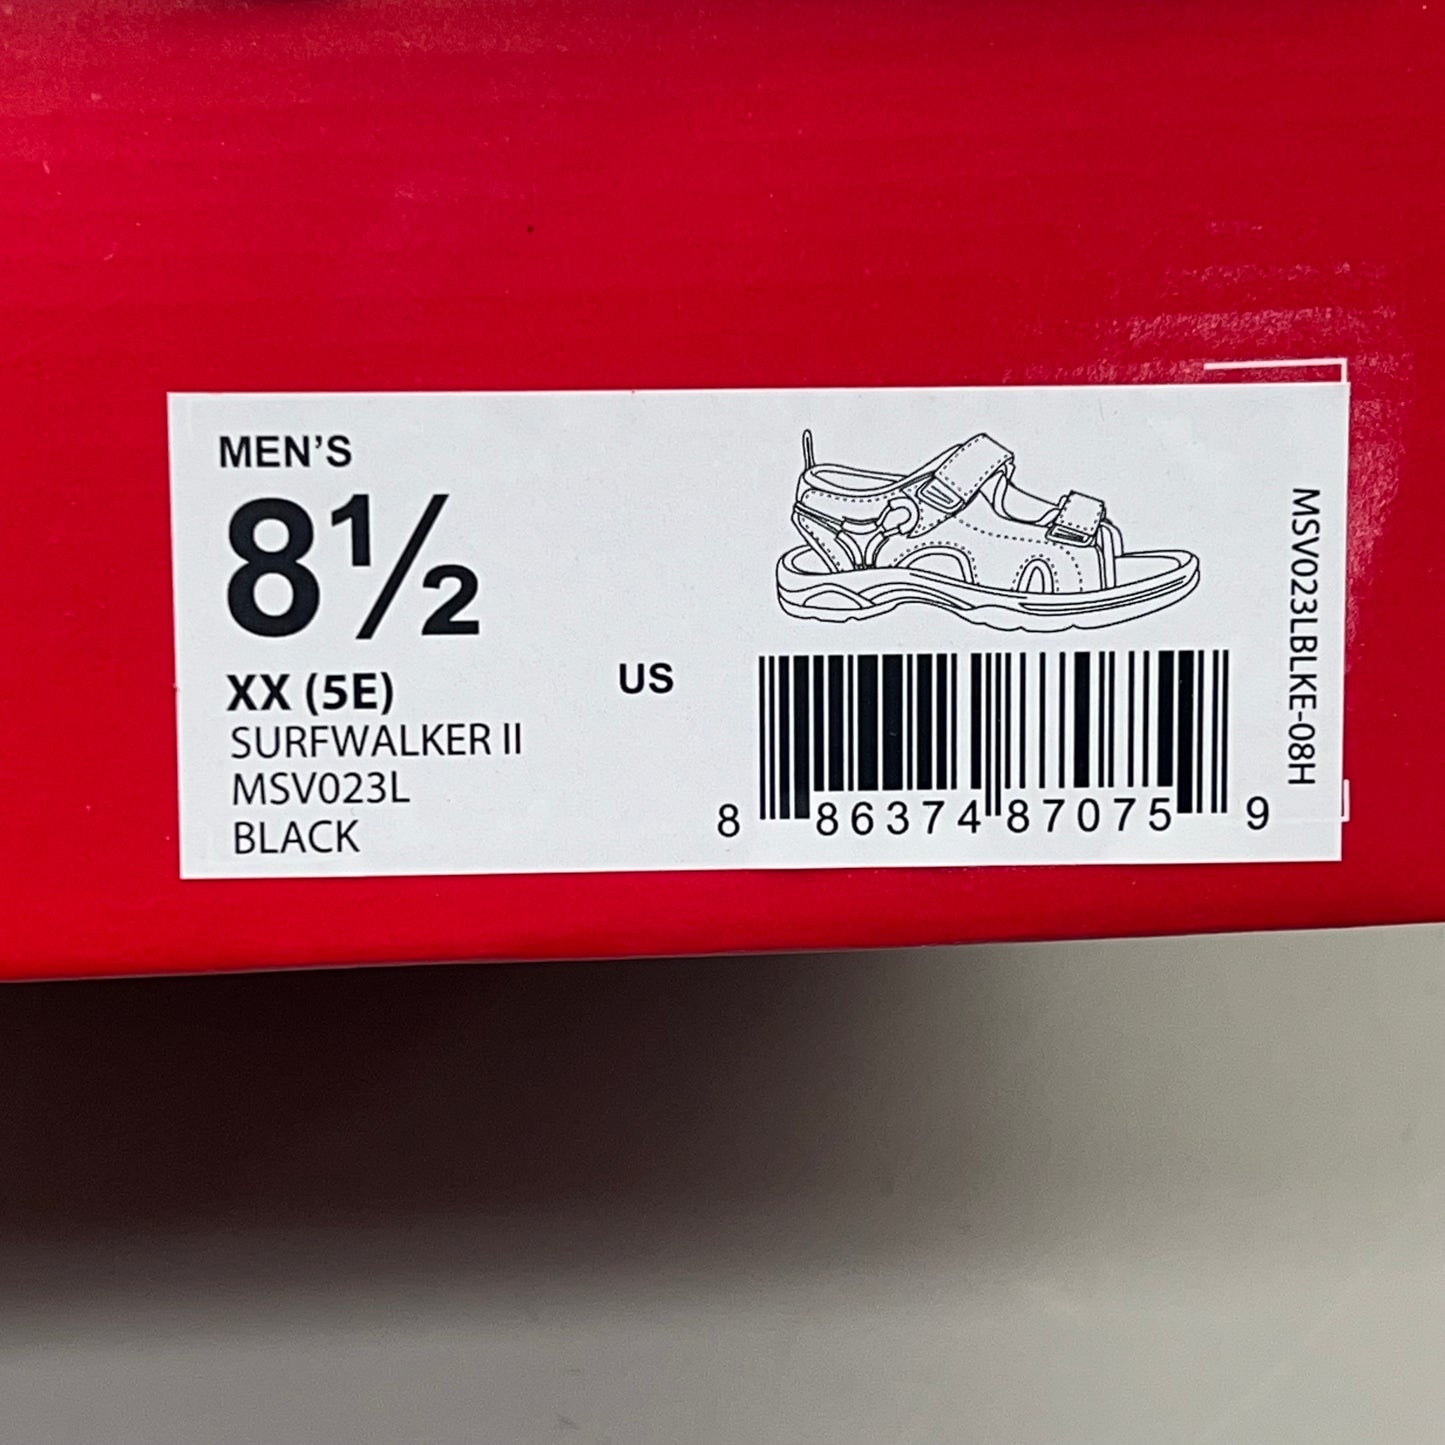 MEN'S
8½
XX (5E)
US
SURFWALKER II
MSV023L
BLACK
8 86374 87075 9
MSV023LBLKE-08H